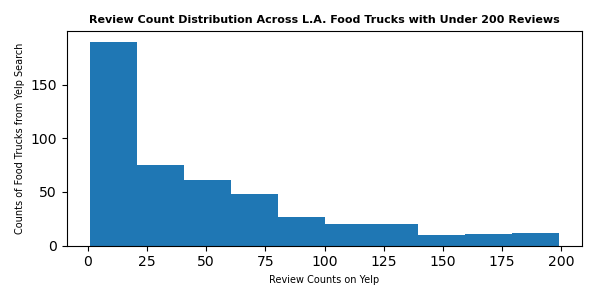 Review Count Distribution Across L.A. Food Trucks with Under 200 Reviews
Counts of Food Trucks from Yelp Search
150
100
50
0
0 25 50 75 100 125 150 175 200
Review Counts on Yelp